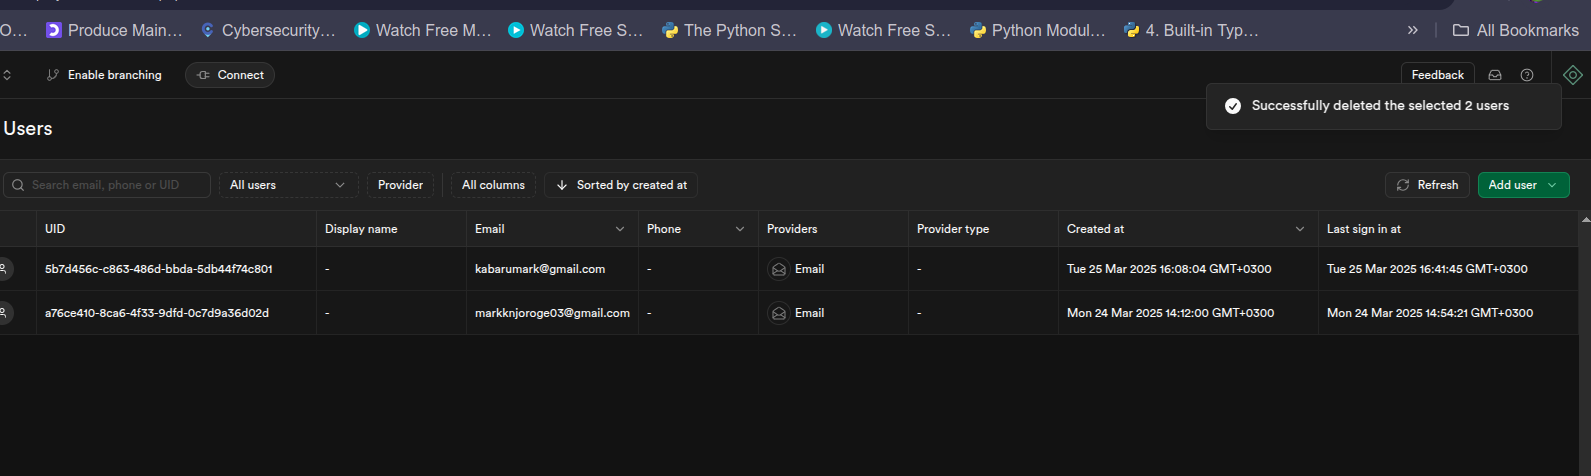 O... Produce Main... Cybersecurity... Watch Free M... Watch Free S... The Python S... Watch Free S... Python Modul... 4. Built-in Typ... » All Bookmarks
Enable branching Connect Feedback
Successfully deleted the selected 2 users
Users
Search email, phone or UID All users Provider All columns Sorted by created at Refresh Add user
UID Display name Email Phone Providers Provider type Created at Last sign in at
5b7d456c-c863-486d-bbda-5db44f74c801 - kabarumark@gmail.com - Email - Tue 25 Mar 2025 16:08:04 GMT+0300 Tue 25 Mar 2025 16:41:45 GMT+0300
a76ce410-8ca6-4f33-9dfd-0c7d9a36d02d - markknjoroge03@gmail.com - Email - Mon 24 Mar 2025 14:12:00 GMT+0300 Mon 24 Mar 2025 14:54:21 GMT+0300